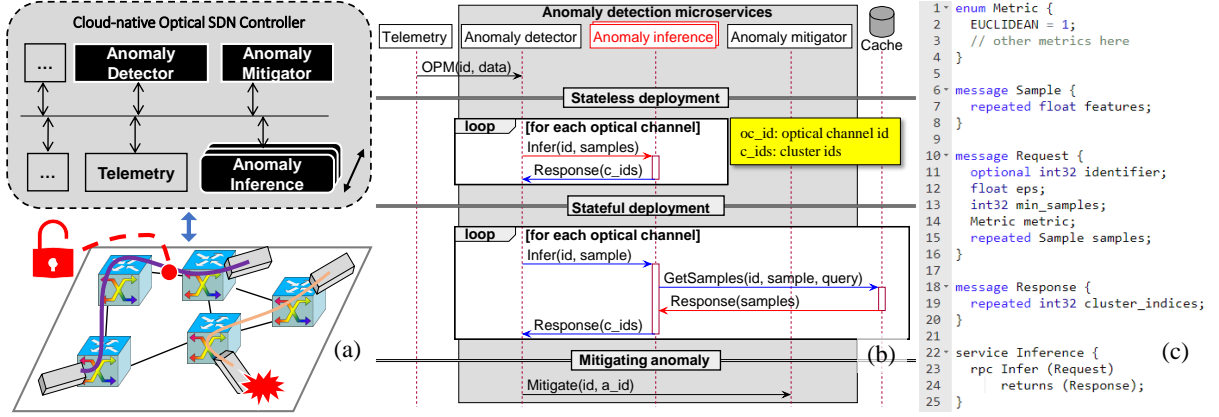 Cloud-native Optical SDN Controller
...
Anomaly
Detector
Anomaly
Mitigator
...
Telemetry
Anomaly
Inference
(a)
Anomaly detection microservices
Telemetry
Anomaly detector
Anomaly inference
Anomaly mitigator
Cache
OPM(id, data)
Stateless deployment
loop
[for each optical channel]
Infer(id, samples)
Response(c_ids)
oc_id: optical channel id
c_ids: cluster ids
Stateful deployment
loop
[for each optical channel]
Infer(id, sample)
GetSamples(id, sample, query)
Response(samples)
Response(c_ids)
(b)
Mitigating anomaly
Mitigate(id, a_id)
1 enum Metric {
2 EUCLIDEAN = 1;
3 // other metrics here
4 }
5
6 message Sample {
7 repeated float features;
8 }
9
10 message Request {
11 optional int32 identifier;
12 float eps;
13 int32 min_samples;
14 Metric metric;
15 repeated Sample samples;
16 }
17
18 message Response {
19 repeated int32 cluster_indices;
20 }
21
22 service Inference {
23 rpc Infer (Request)
24 returns (Response);
25 }
(c)